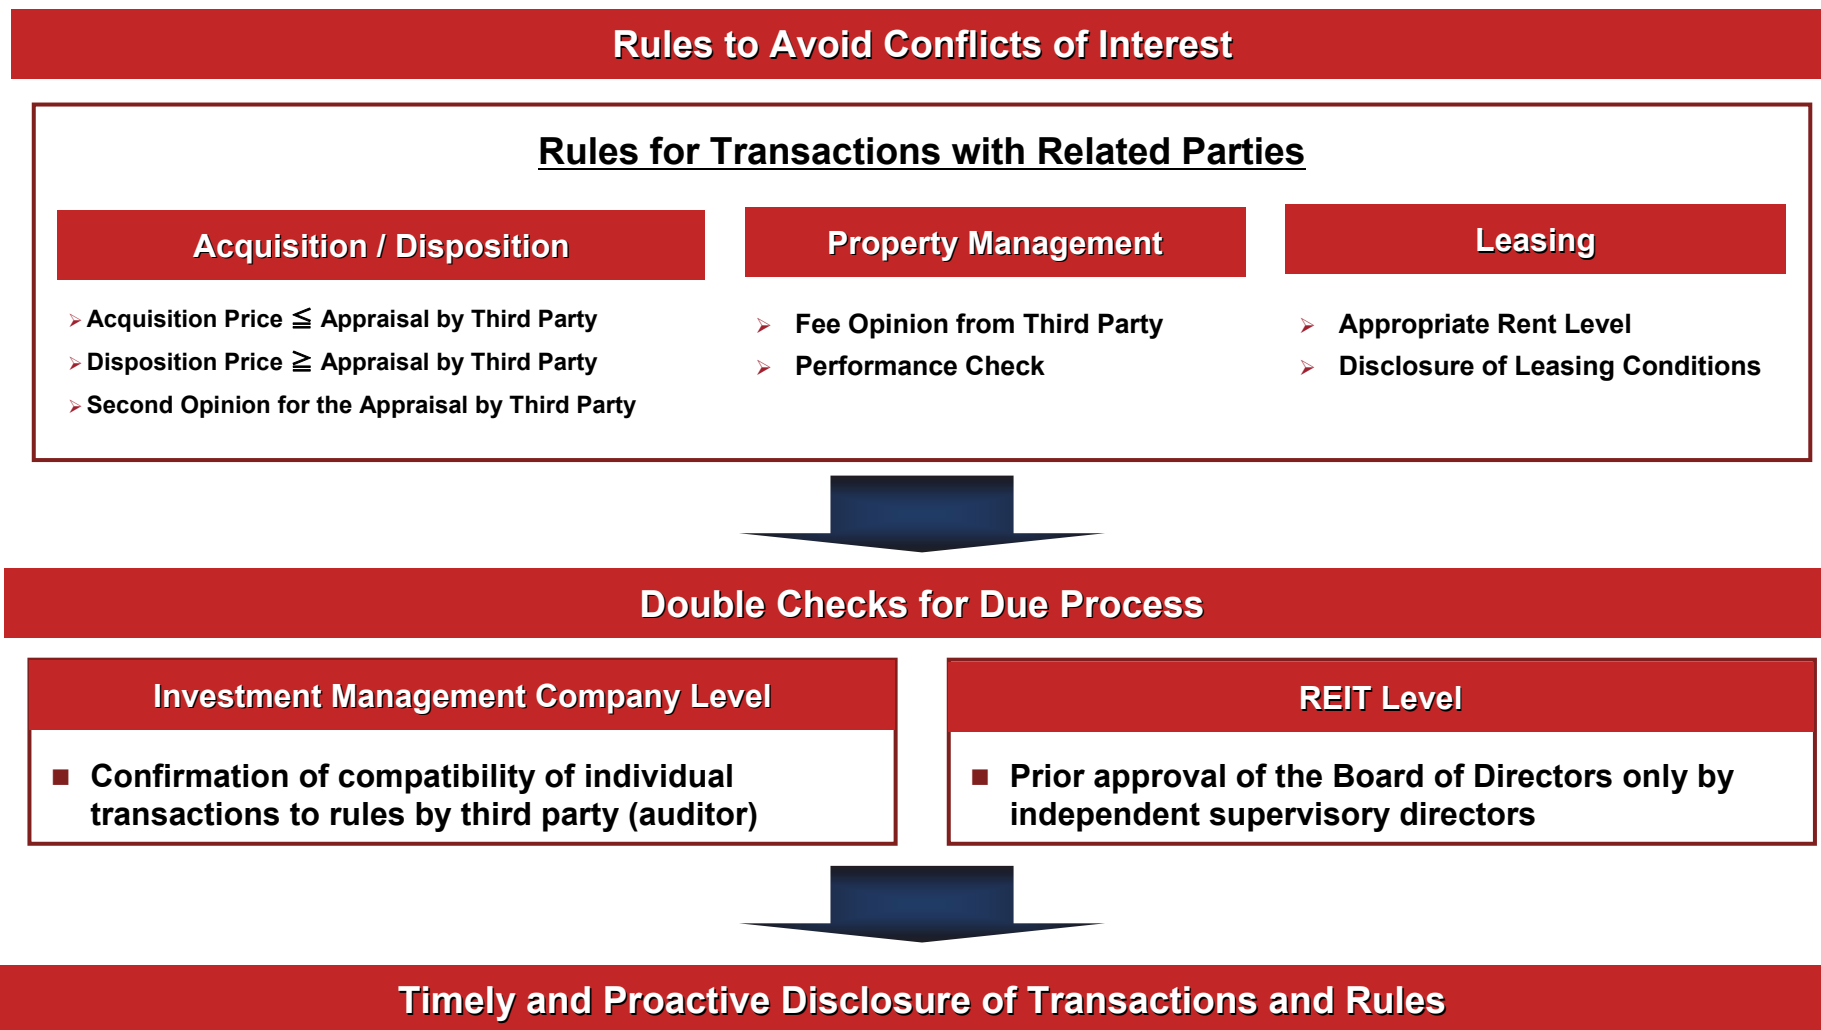 Rules to Avoid Conflicts of Interest
Rules for Transactions with Related Parties
Acquisition / Disposition
➢ Acquisition Price ≦ Appraisal by Third Party
➢ Disposition Price ≧ Appraisal by Third Party
➢ Second Opinion for the Appraisal by Third Party
Property Management
➢ Fee Opinion from Third Party
➢ Performance Check
Leasing
➢ Appropriate Rent Level
➢ Disclosure of Leasing Conditions
Double Checks for Due Process
Investment Management Company Level
■ Confirmation of compatibility of individual
transactions to rules by third party (auditor)
REIT Level
■ Prior approval of the Board of Directors only by
independent supervisory directors
Timely and Proactive Disclosure of Transactions and Rules